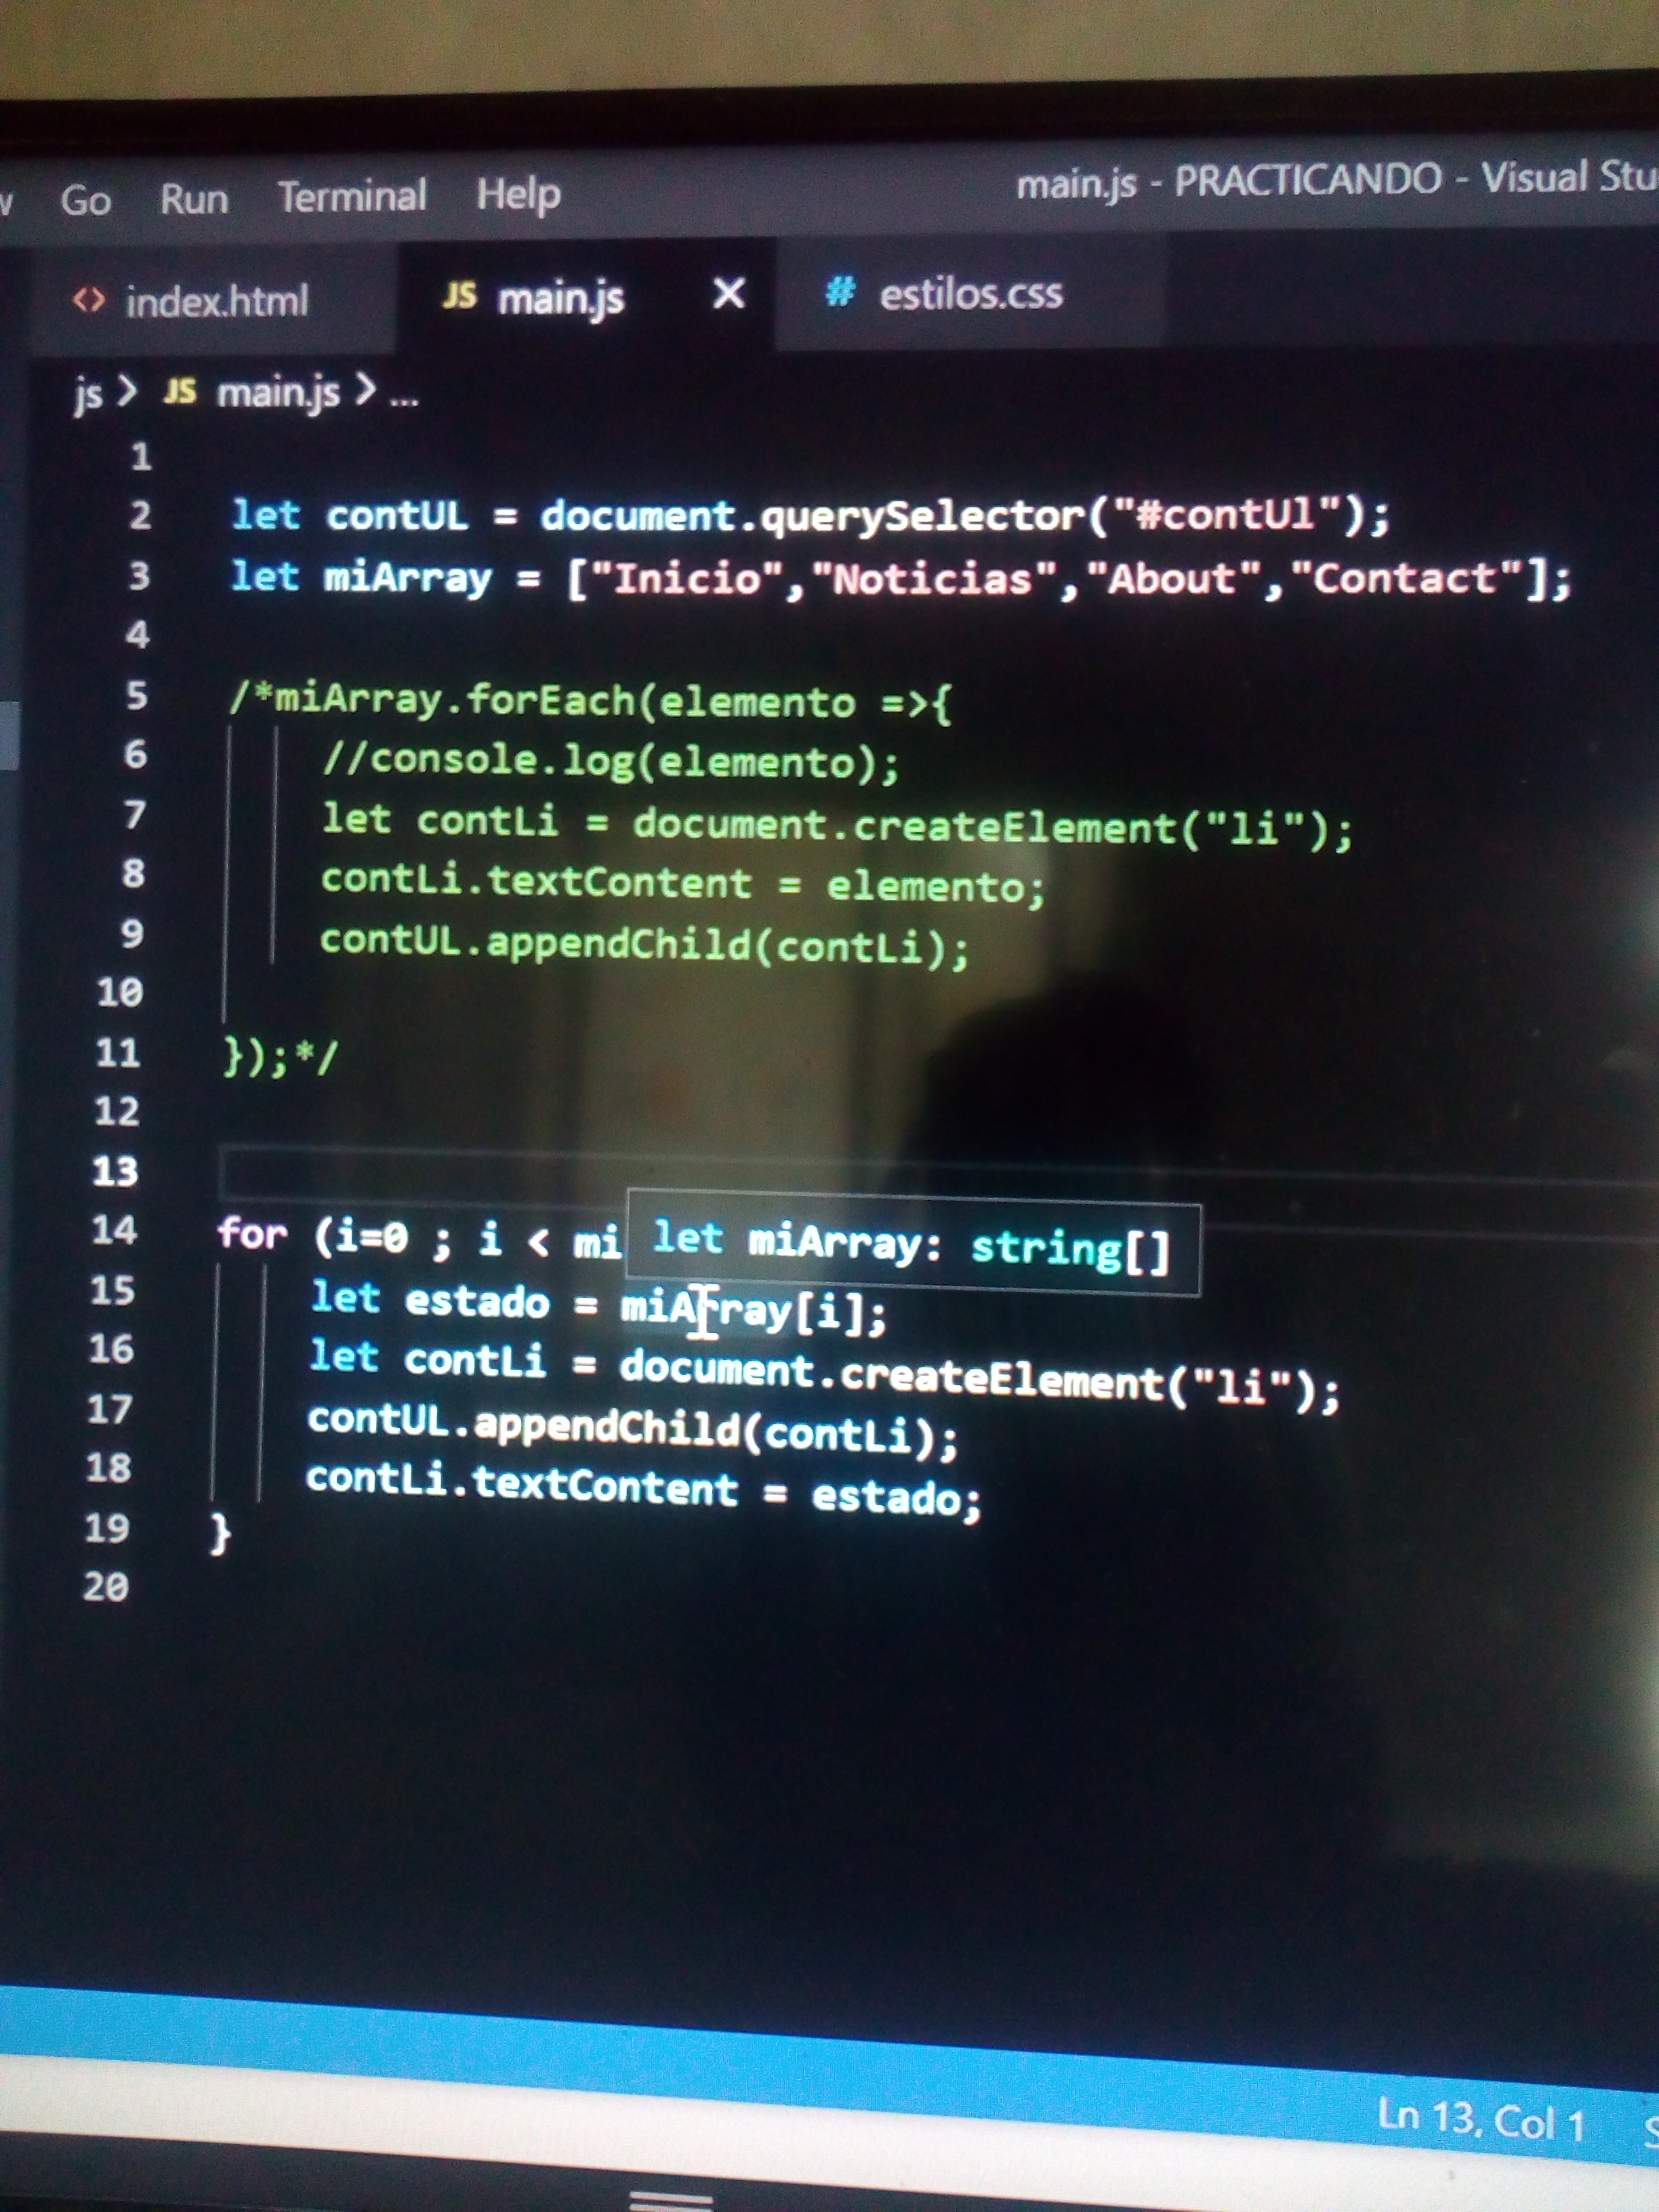 Go Run Terminal Help main.js - PRACTICANDO - Visual Stu
<> index.html JS main.js X # estilos.css
js > JS main.js > ...
1
2 let contUL = document.querySelector("#contUl");
3 let miArray = ["Inicio","Noticias","About","Contact"];
4
5 /*miArray.forEach(elemento =>{
6 //console.log(elemento);
7 let contLi = document.createElement("li");
8 contLi.textContent = elemento;
9 contUL.appendChild(contLi);
10
11 });*/
12
13
14 for (i=0 ; i < mi let miArray: string[]
15 let estado = miArray[i];
16 let contLi = document.createElement("li");
17 contUL.appendChild(contLi);
18 contLi.textContent = estado;
19 }
20
Ln 13, Col 1